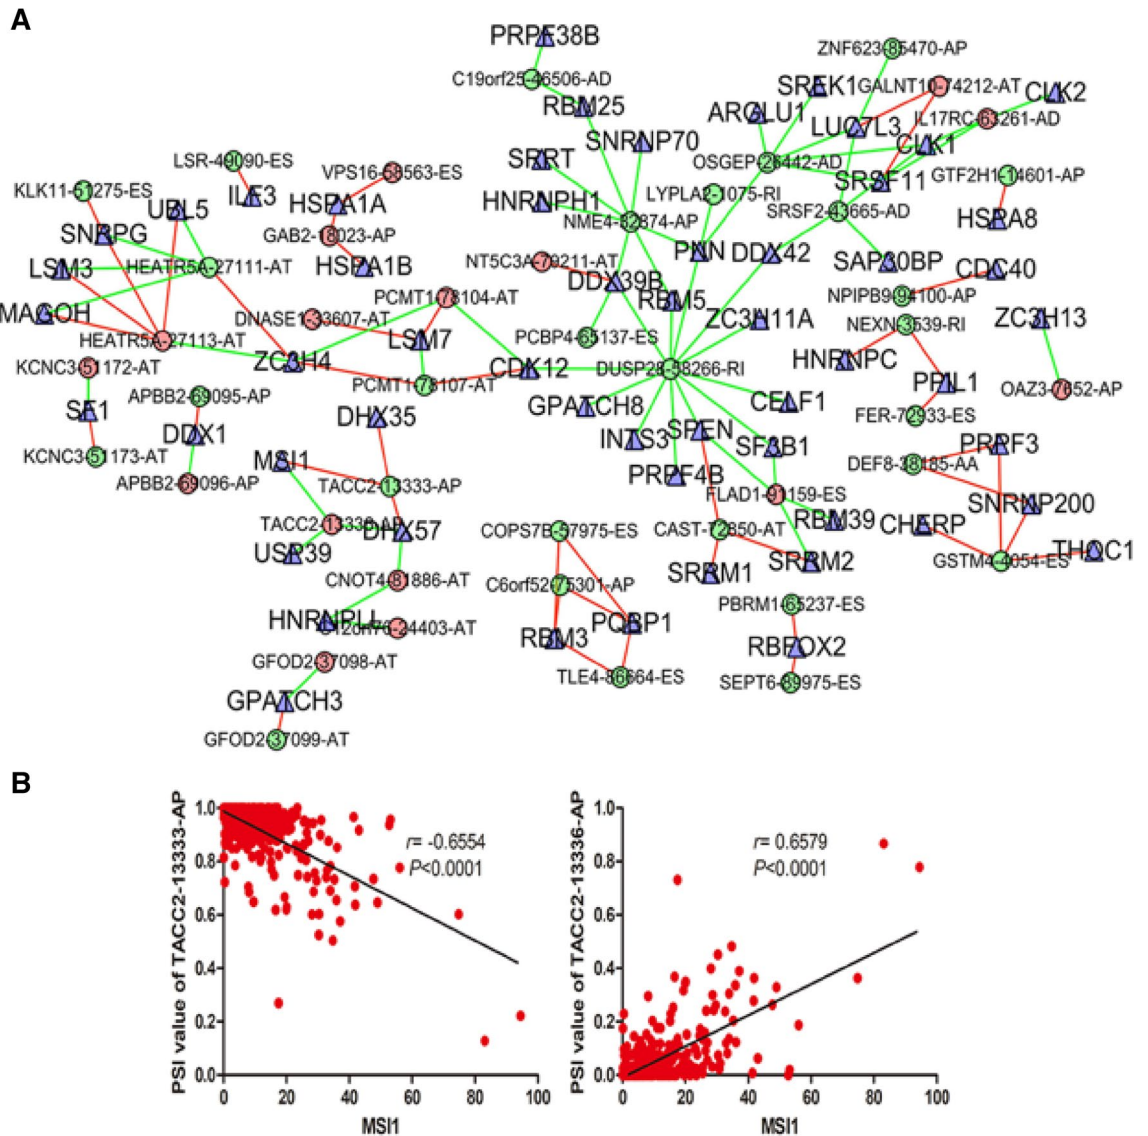 A
PRPF38B
ZNF623-85470-AP
C19orf25-46506-AD
SREK1
GALNT10-74212-AT
CLK2
RBM25
ARGLU1
LUC7L3
IL17RC-63261-AD
SNRNP70
CLK1
LSR-49090-ES
VPS16-58563-ES
SRRT
OSGEP-26442-AD
GTF2H1-14601-AP
KLK11-51275-ES
ILF3
HSPA1A
HNRNPH1
LYPLA2-1075-RI
SRSF11
UBL5
NME4-32874-AP
SRSF2-43665-AD
HSPA8
SNRPG
GAB2-18023-AP
PNN
DDX42
SAP30BP
LSM3
HEATR5A-27111-AT
HSPA1B
NT5C3A-79211-AT
CDC40
DDX39B
NPIPB9-94100-AP
MAGOH
PCMT1-78104-AT
RBM5
DNASE1-33607-AT
ZC3H11A
NEXN-3539-RI
ZC3H13
HEATR5A-27113-AT
LSM7
PCBP4-65137-ES
HNRNPC
KCNC3-51172-AT
ZC3H4
CDK12
DUSP28-58266-RI
PPIL1
OAZ3-7652-AP
APBB2-69095-AP
PCMT1-78107-AT
SF1
GPATCH8
CELF1
FER-72933-ES
DHX35
DDX1
INTS3
SPEN
SF3B1
PRPF3
KCNC3-51173-AT
MSI1
PRPF4B
DEF8-38185-AA
APBB2-69096-AP
TACC2-13333-AP
FLAD1-91159-ES
SNRNP200
TACC2-13336-AP
DHX57
COPS7B-57975-ES
CAST-72850-AT
RBM39
CHERP
USP39
THOC1
GSTM4-4054-ES
CNOT4-81886-AT
C6orf52-75301-AP
SRRM1
SRRM2
PBRM1-65237-ES
HNRNPLL
-24403-AT
RBM3
PQBP1
RBFOX2
GFOD2-37098-AT
TLE4-86664-ES
SEPT6-89975-ES
GPATCH3
GFOD2-37099-AT
B
PSI value of TACC2-13333-AP
1.0
0.8
0.6
0.4
0.2
0.0
r= -0.6554
P<0.0001
0 20 40 60 80 100
MSI1
PSI value of TACC2-13336-AP
1.0
0.8
0.6
0.4
0.2
0.0
r= 0.6579
P<0.0001
0 20 40 60 80 100
MSI1